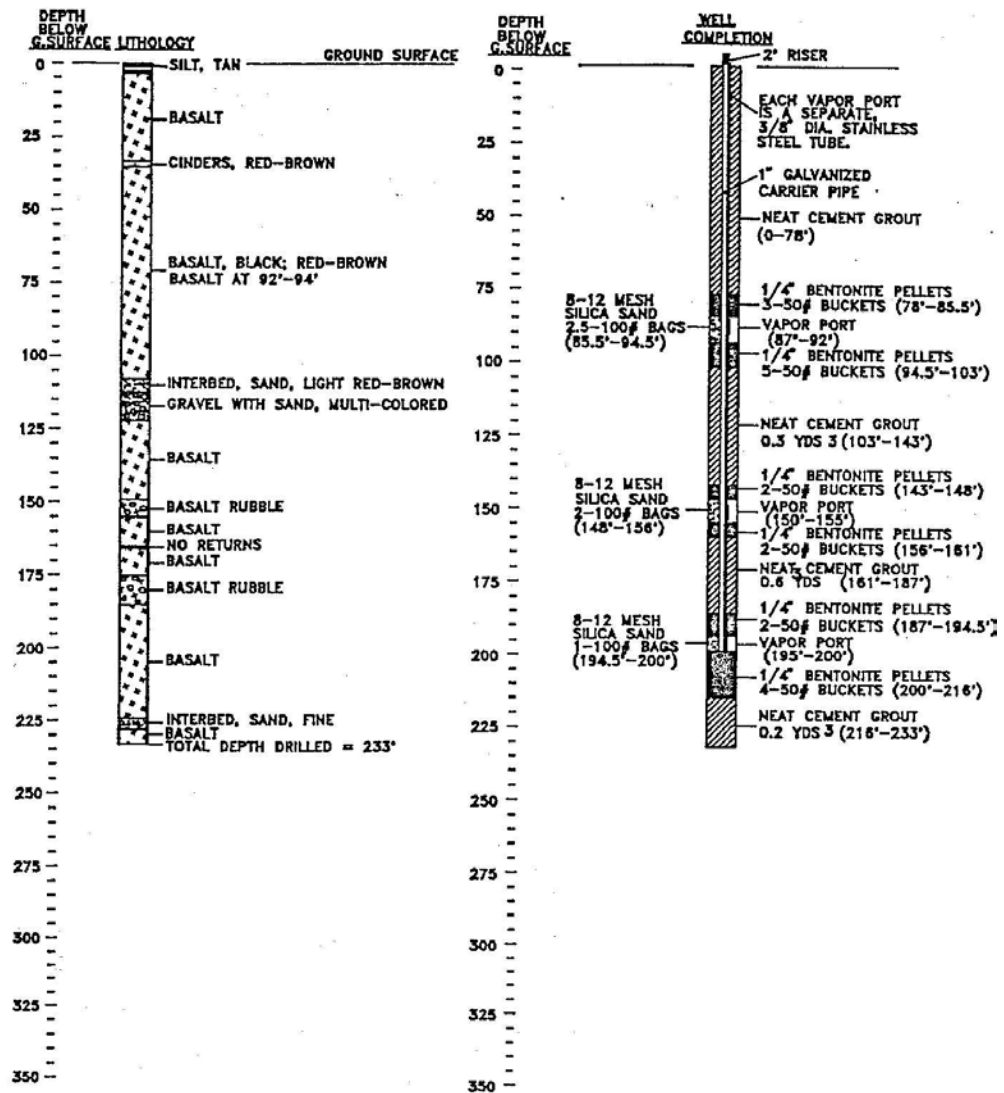 DEPTH
BELOW
G.SURFACE LITHOLOGY
GROUND SURFACE
0
SILT, TAN
BASALT
25
CINDERS, RED-BROWN
50
BASALT, BLACK; RED-BROWN
BASALT AT 92'-94'
75
100
INTERBED, SAND, LIGHT RED-BROWN
GRAVEL WITH SAND, MULTI-COLORED
125
BASALT
150
BASALT RUBBLE
BASALT
NO RETURNS
BASALT
175
BASALT RUBBLE
200
BASALT
225
INTERBED, SAND, FINE
BASALT
TOTAL DEPTH DRILLED = 233'
250
275
300
325
350
DEPTH
BELOW
G.SURFACE
WELL
COMPLETION
2" RISER
0
EACH VAPOR PORT
IS A SEPARATE,
3/8" DIA. STAINLESS
STEEL TUBE.
25
1" GALVANIZED
CARRIER PIPE
50
NEAT CEMENT GROUT
(0-78')
75
1/4" BENTONITE PELLETS
3-50# BUCKETS (78'-85.5')
8-12 MESH
SILICA SAND
2.5-100# BAGS
(85.5'-94.5')
VAPOR PORT
(87'-92')
100
1/4" BENTONITE PELLETS
5-50# BUCKETS (94.5'-103')
125
NEAT CEMENT GROUT
0.3 YDS 3 (103'-143')
1/4" BENTONITE PELLETS
2-50# BUCKETS (143'-148')
8-12 MESH
SILICA SAND
2-100# BAGS
(148'-156')
150
VAPOR PORT
(150'-155')
1/4" BENTONITE PELLETS
2-50# BUCKETS (156'-161')
175
NEAT CEMENT GROUT
0.6 YDS 3 (161'-187')
1/4" BENTONITE PELLETS
2-50# BUCKETS (187'-194.5')
8-12 MESH
SILICA SAND
1-100# BAGS
(194.5'-200')
200
VAPOR PORT
(195'-200')
1/4" BENTONITE PELLETS
4-50# BUCKETS (200'-216')
225
NEAT CEMENT GROUT
0.2 YDS 3 (216'-233')
250
275
300
325
350